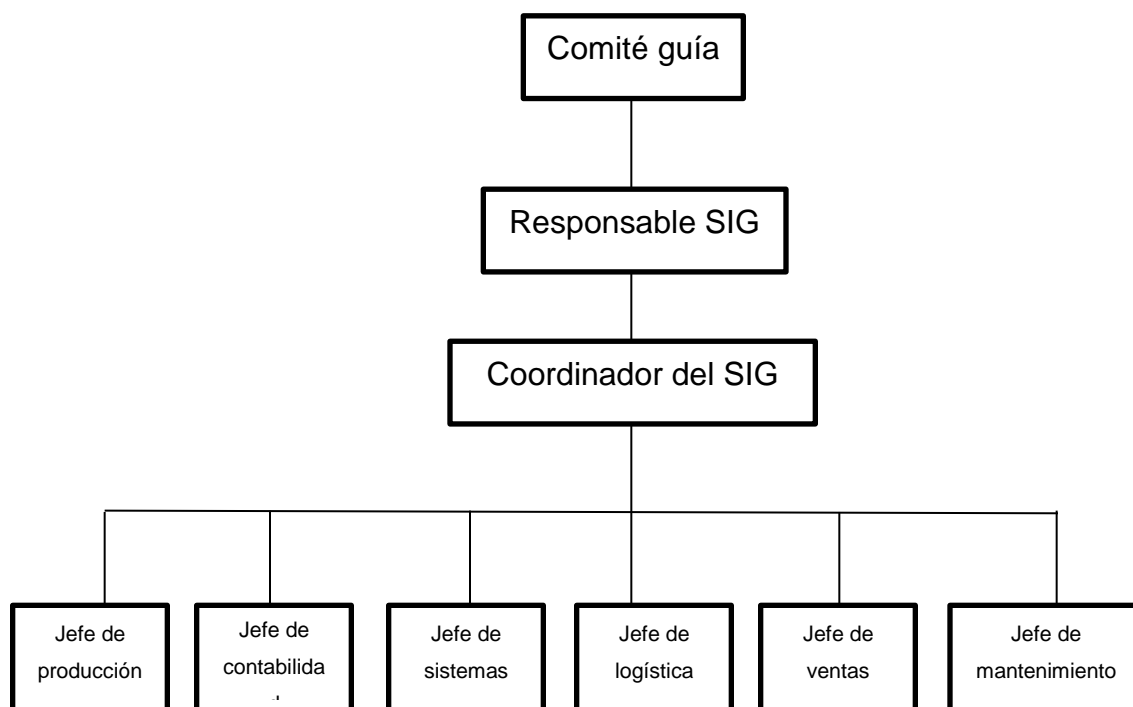 Comité guía
Responsable SIG
Coordinador del SIG
Jefe de
producción
Jefe de
contabilida
Jefe de
sistemas
Jefe de
logística
Jefe de
ventas
Jefe de
mantenimiento